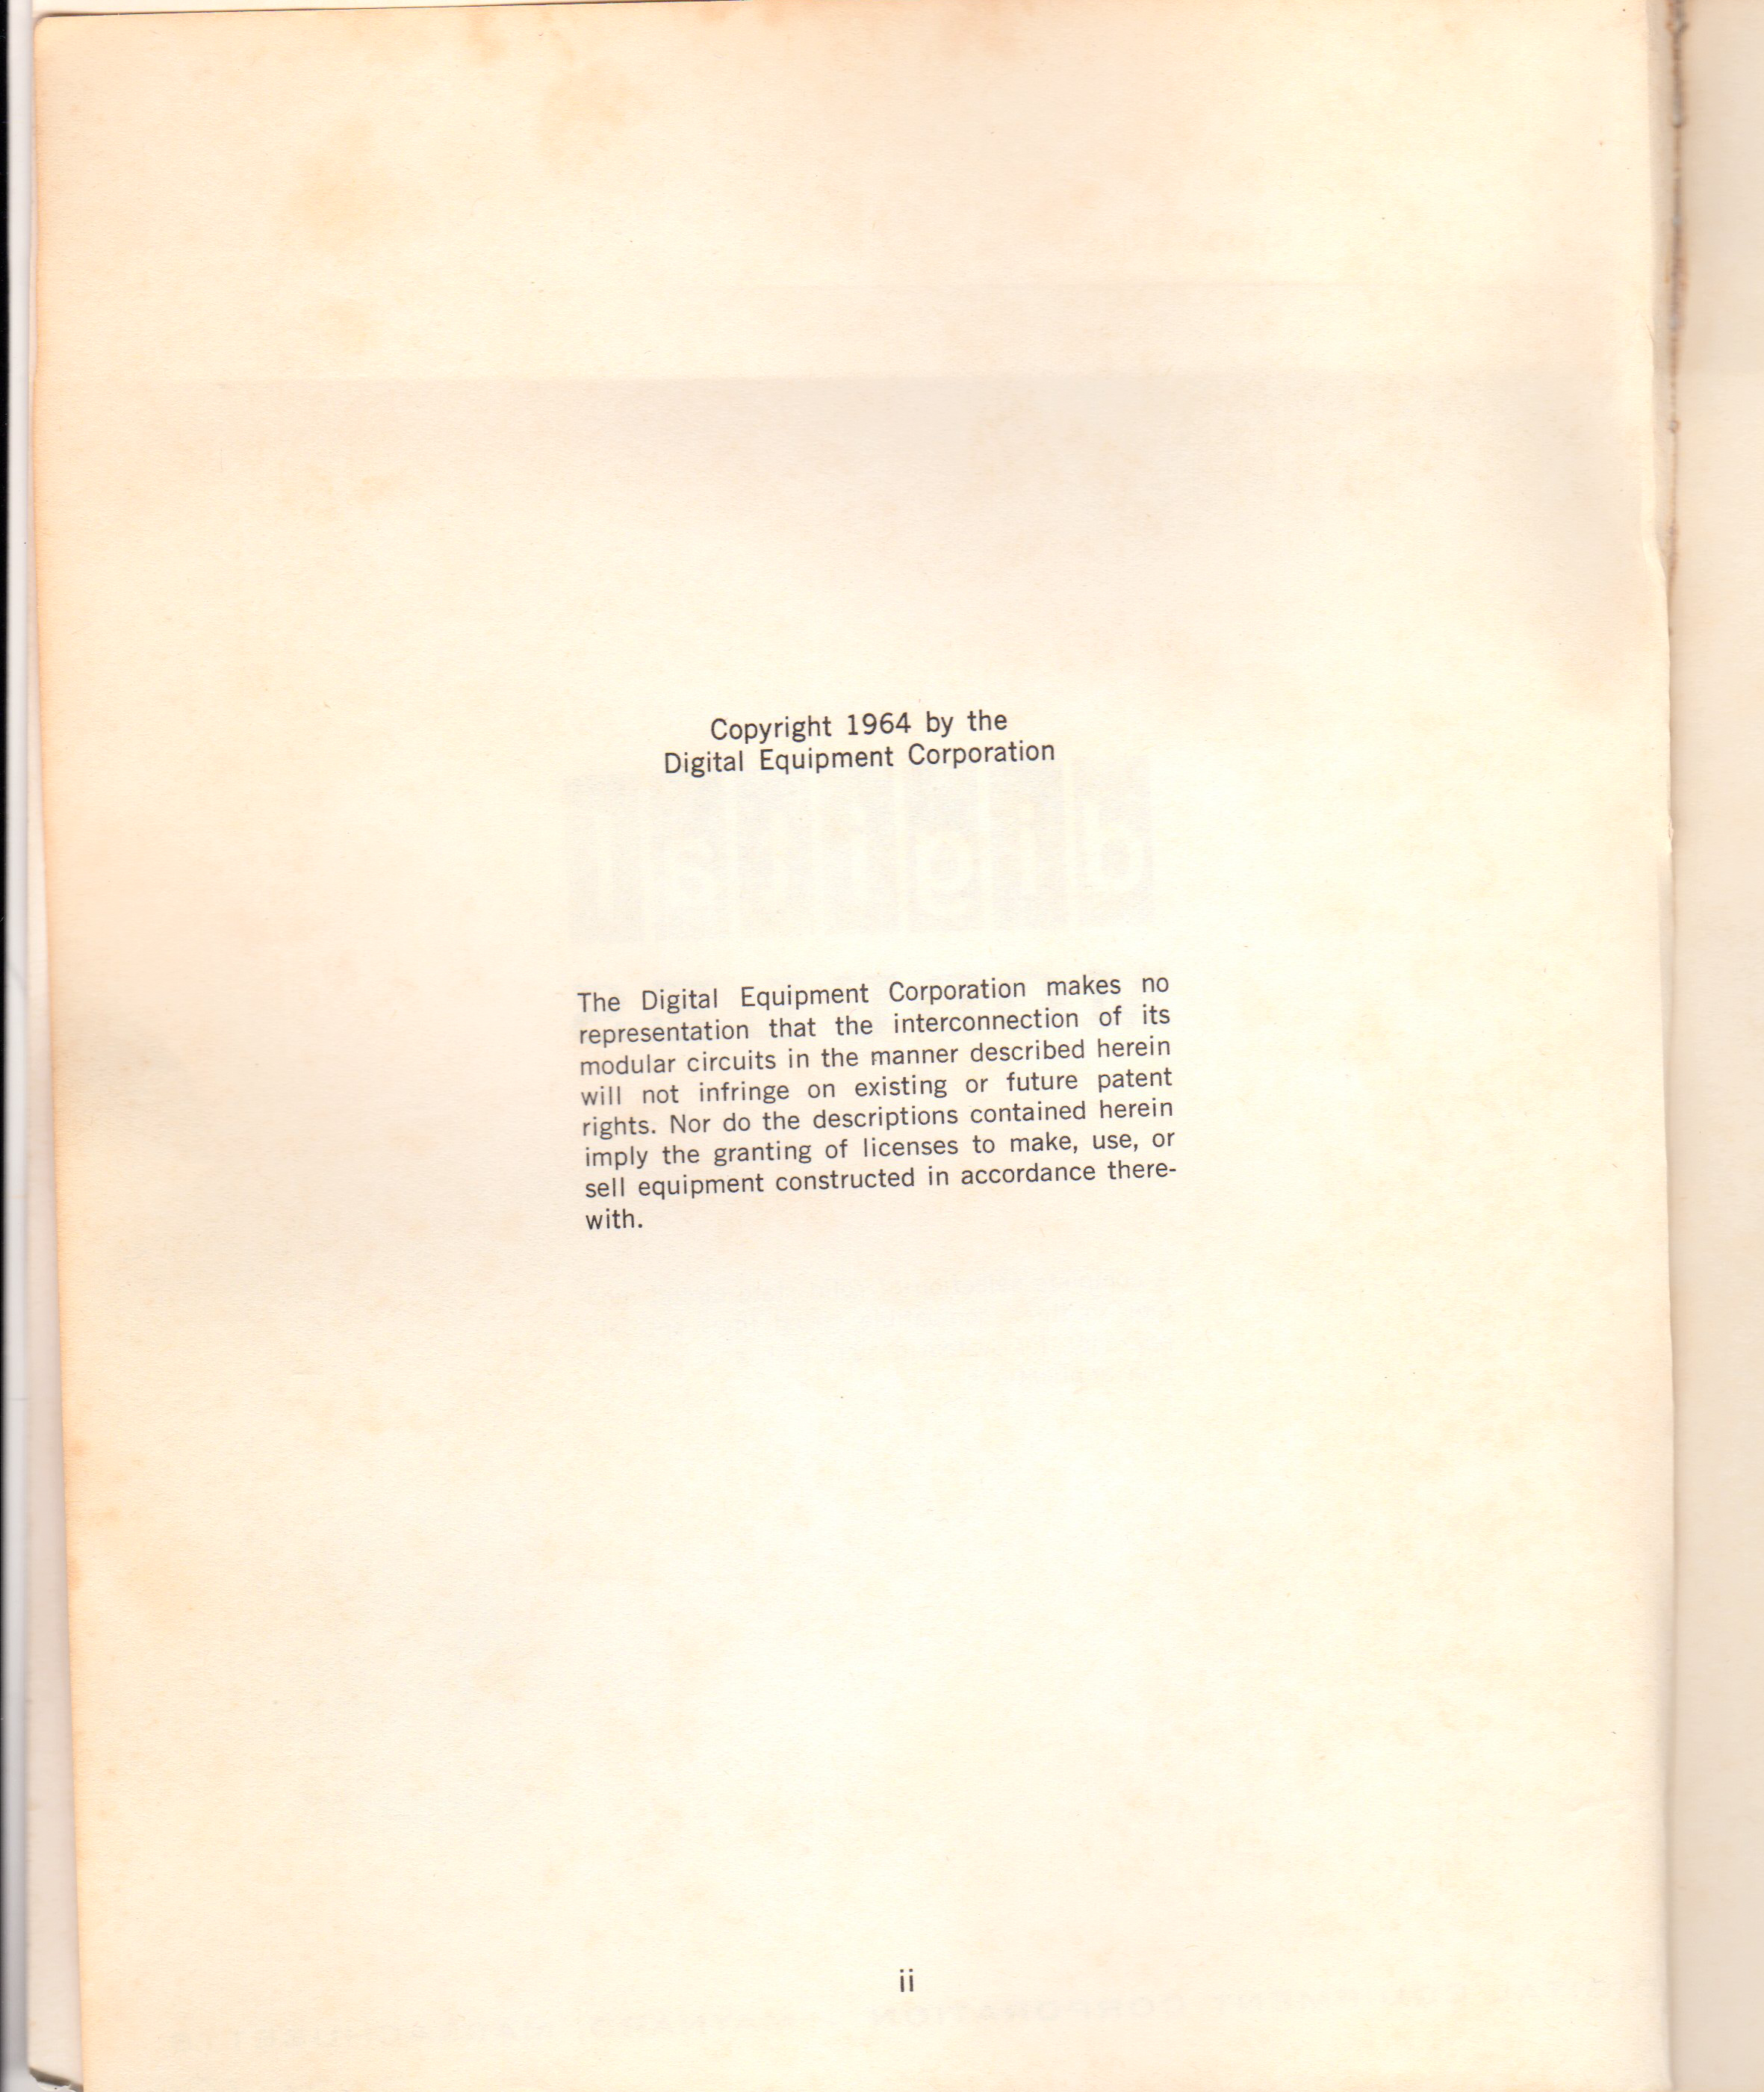 Copyright 1964 by the
Digital Equipment Corporation
The Digital Equipment Corporation makes no
representation that the interconnection of its
modular circuits in the manner described herein
will not infringe on existing or future patent
rights. Nor do the descriptions contained herein
imply the granting of licenses to make, use, or
sell equipment constructed in accordance there-
with.
ii